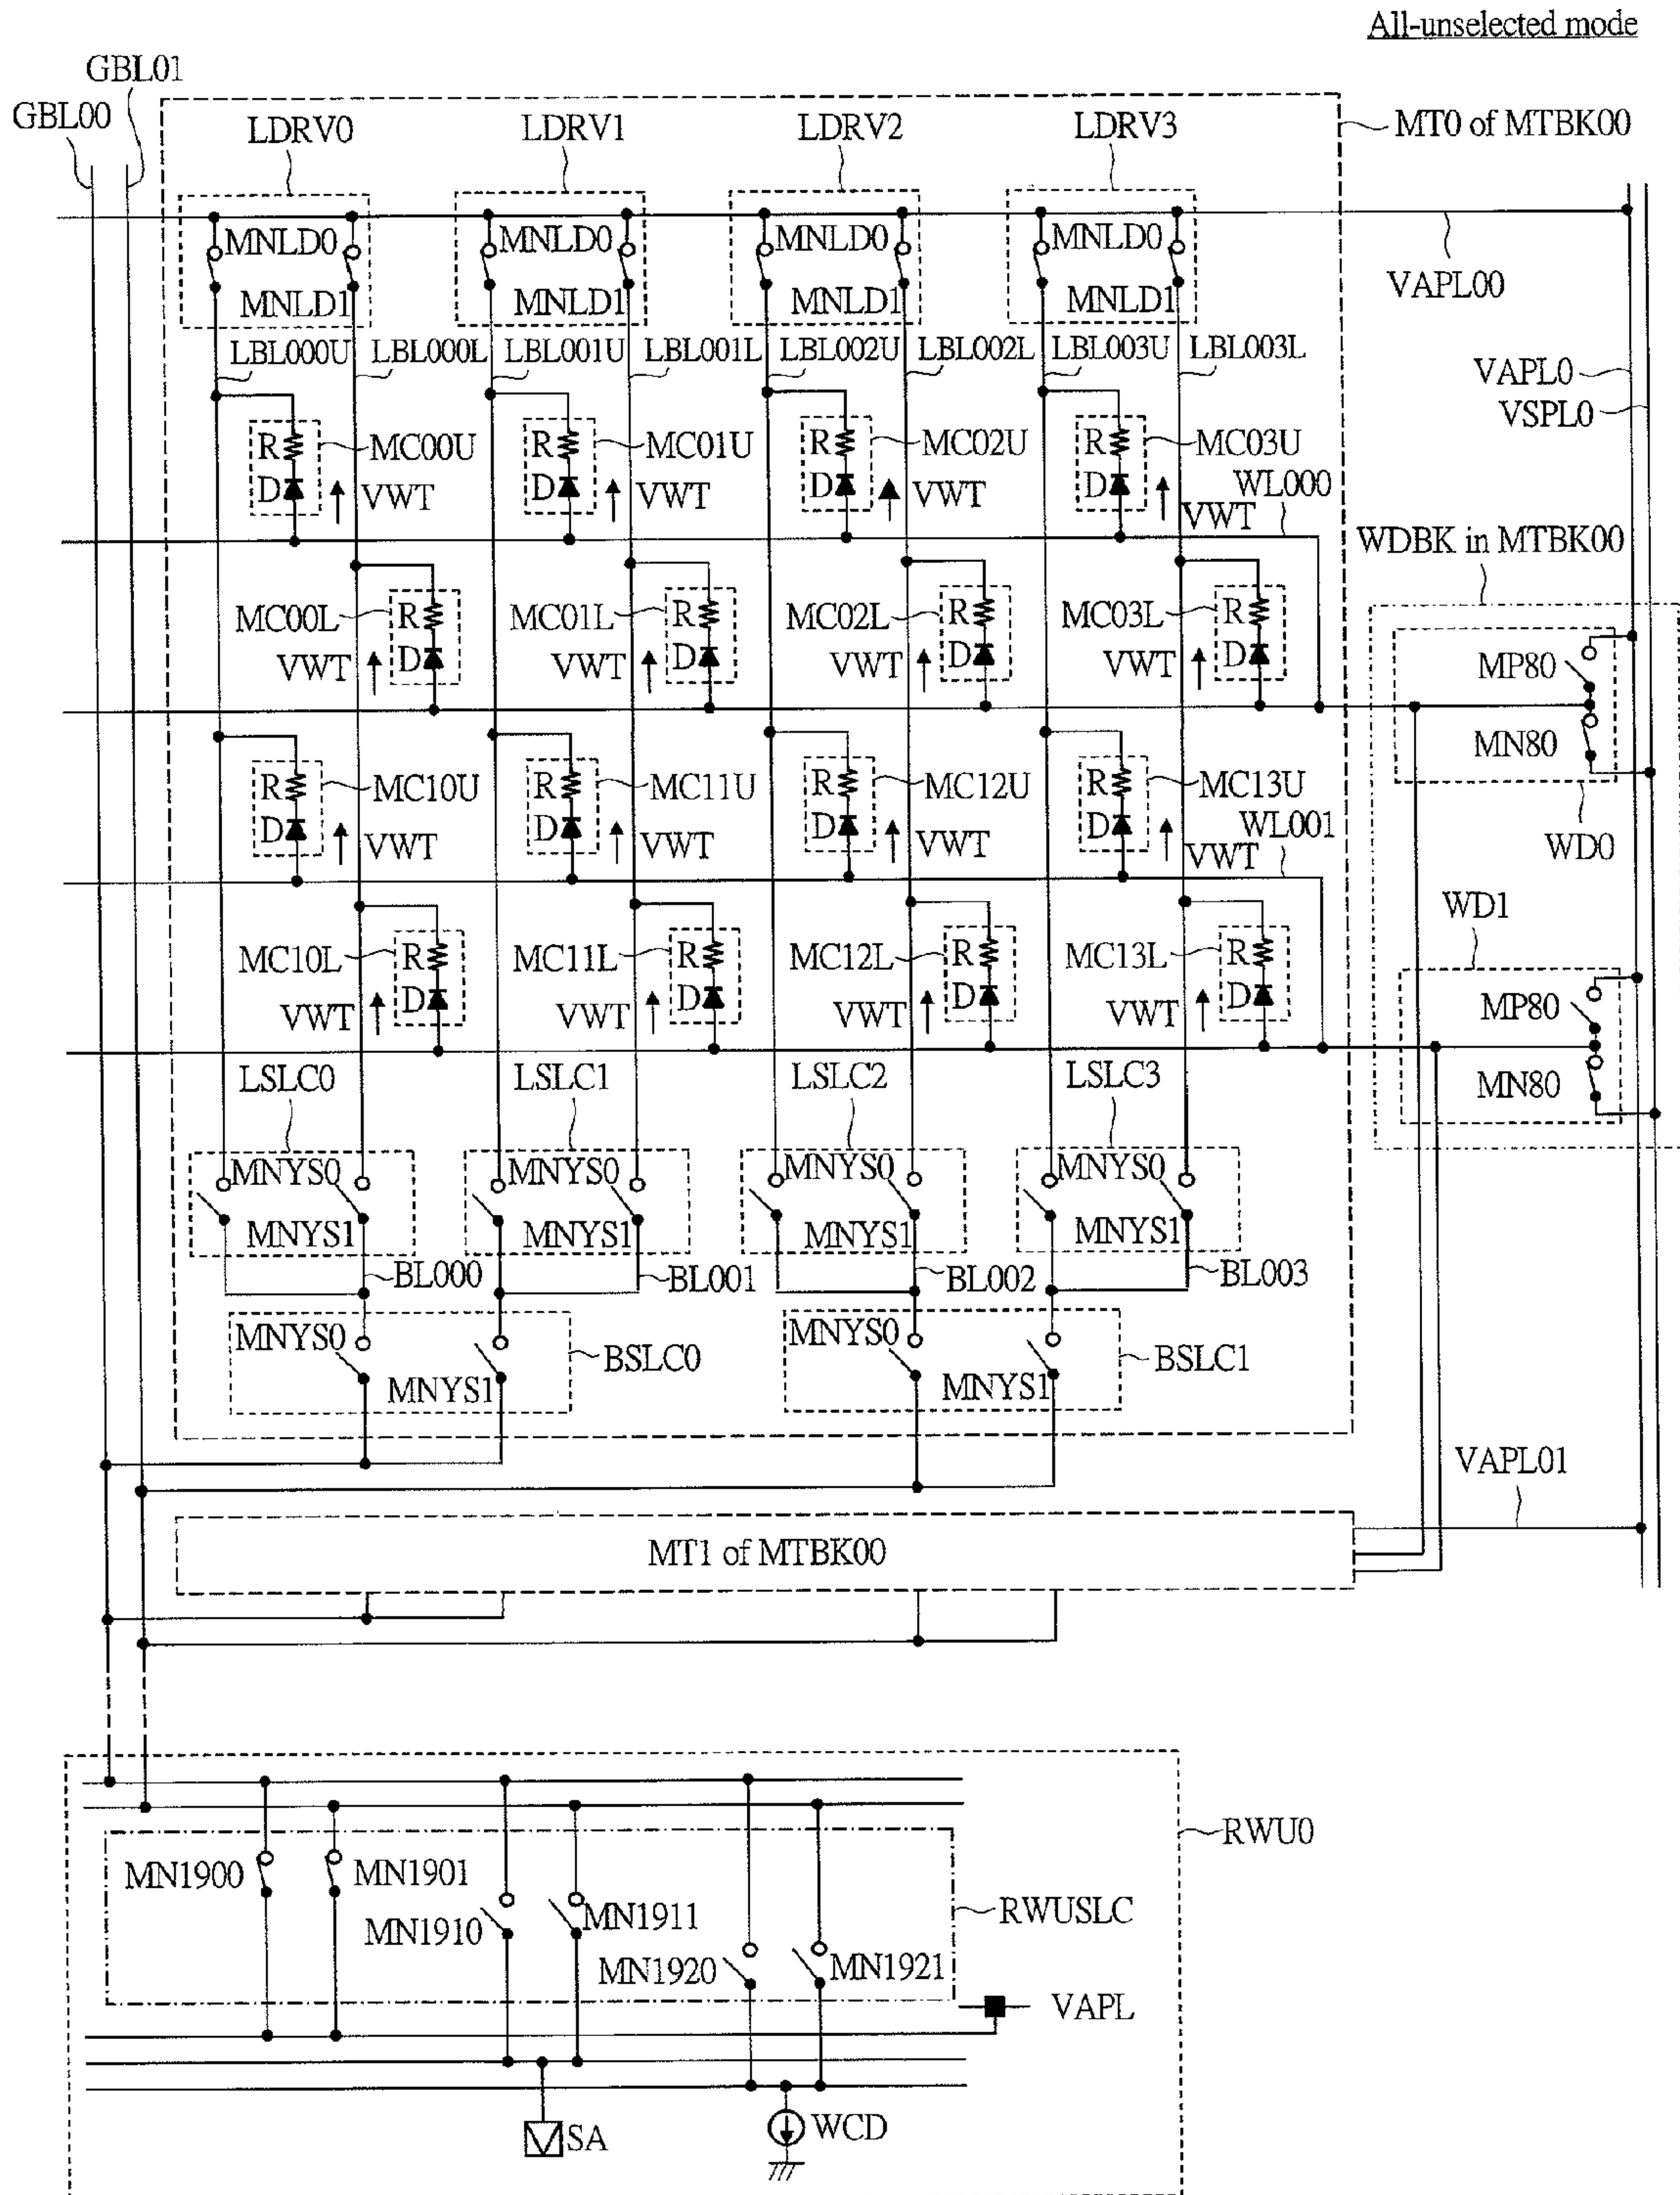 All-unselected mode
GBL01
GBL00
LDRV0 LDRV1 LDRV2 LDRV3 MT0 of MTBK00
MNLD0 MNLD0 MNLD0 MNLD0
VAPL00
MNLD1 MNLD1 MNLD1 MNLD1
LBL000U LBL000L LBL001U LBL001L LBL002U LBL002L LBL003U LBL003L
VAPL0
VSPL0
R MC00U R MC01U R MC02U R MC03U
WL000
D VWT D VWT D VWT D VWT
WDBK in MTBK00
MC00L R MC01L R MC02L R MC03L R
VWT D VWT D VWT D VWT D
MP80
MN80
R MC10U R MC11U R MC12U R MC13U
WL001
D VWT D VWT D VWT D VWT
WD0
WD1
MC10L R MC11L R MC12L R MC13L R
VWT D VWT D VWT D VWT D
MP80
LSLC0 LSLC1 LSLC2 LSLC3
MN80
MNYS0 MNYS0 MNYS0 MNYS0
MNYS1 MNYS1 MNYS1 MNYS1
BL000 BL001 BL002 BL003
MNYS0 BSLC0 MNYS0 BSLC1
MNYS1 MNYS1
VAPL01
MT1 of MTBK00
RWU0
MN1900 MN1901
RWUSLC
MN1910 MN1911
MN1920 MN1921
VAPL
SA WCD